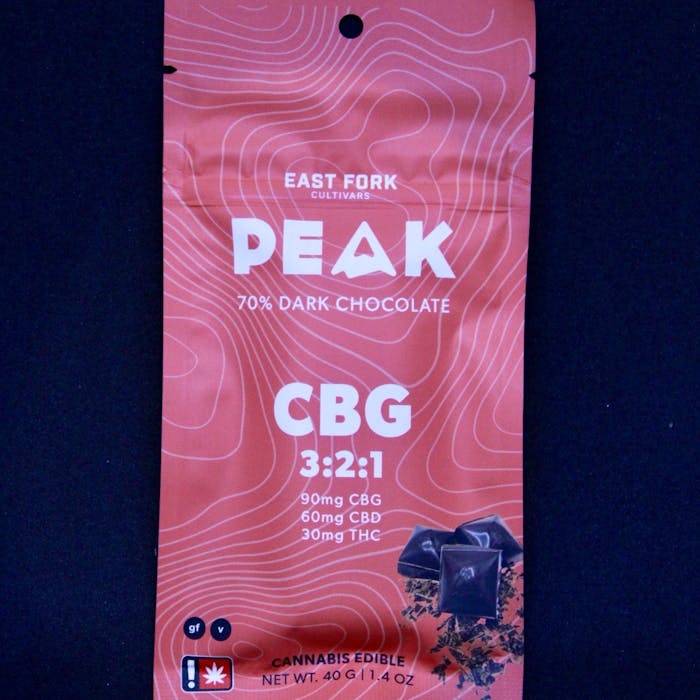 EAST FORK
CULTIVARS
PEAK
70% DARK CHOCOLATE
CBG
3:2:1
90mg CBG
60mg CBD
30mg THC
gf v
!
CANNABIS EDIBLE
NET WT. 40 G | 1.4 OZ